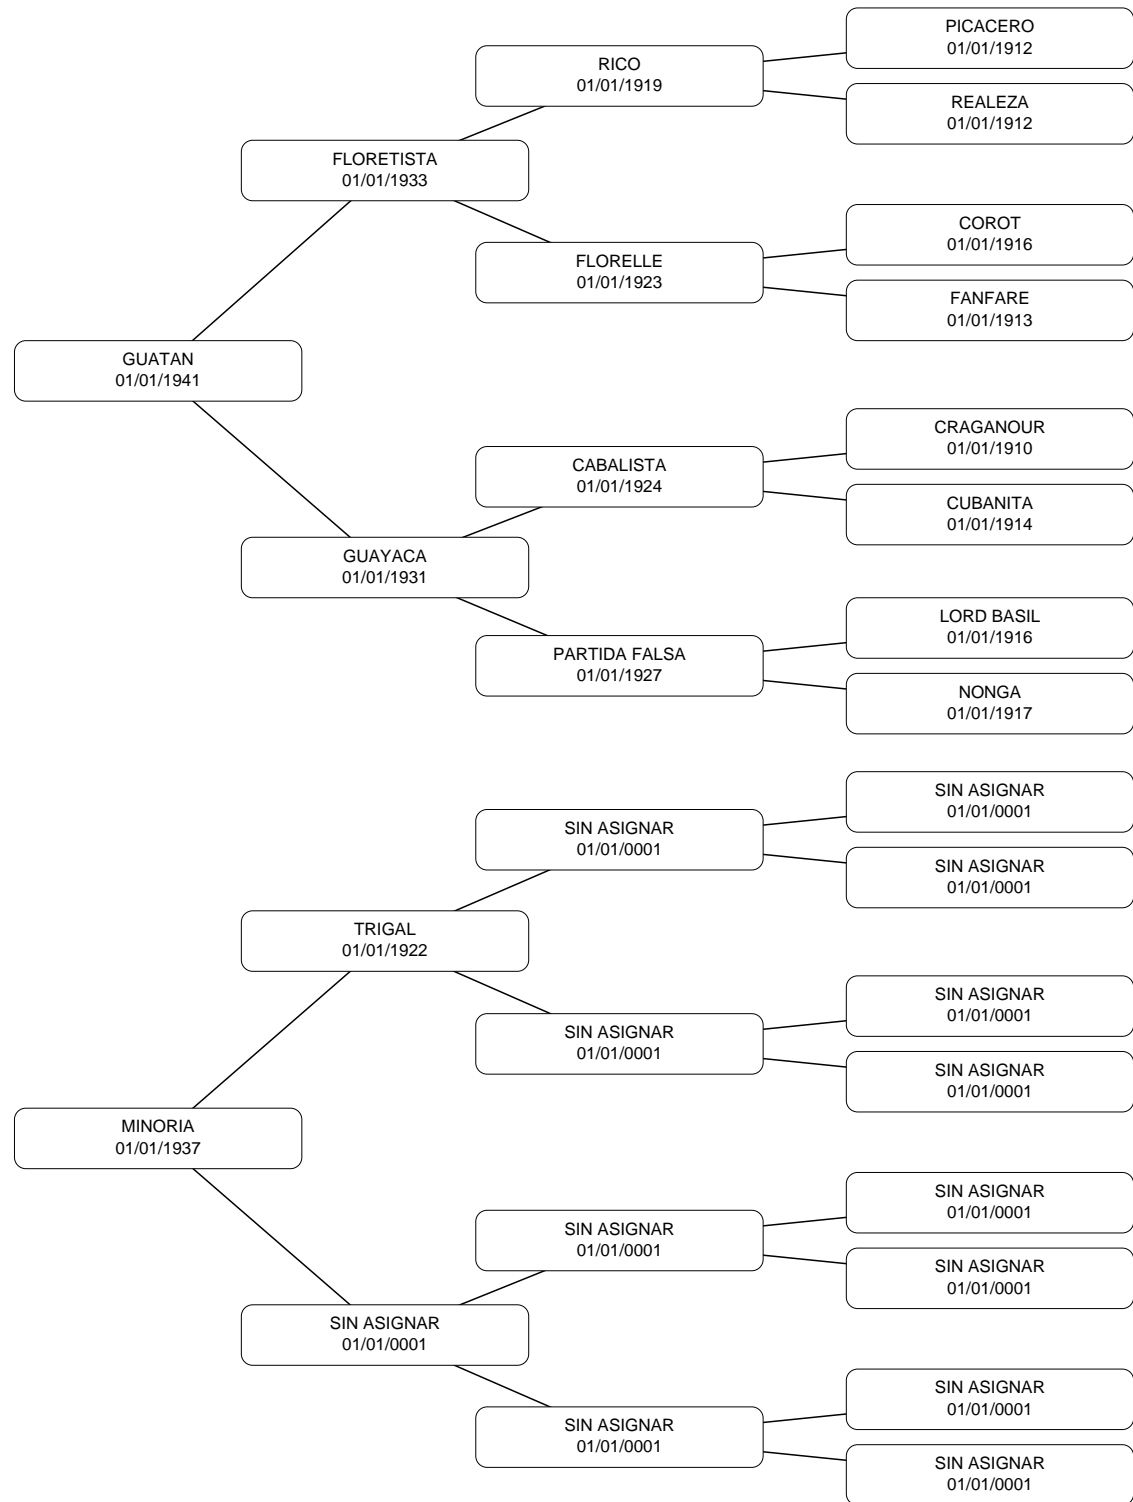 PICACERO
01/01/1912
RICO
01/01/1919
REALEZA
01/01/1912
FLORETISTA
01/01/1933
COROT
01/01/1916
FLORELLE
01/01/1923
FANFARE
01/01/1913
GUATAN
01/01/1941
CRAGANOUR
01/01/1910
CABALISTA
01/01/1924
CUBANITA
01/01/1914
GUAYACA
01/01/1931
LORD BASIL
01/01/1916
PARTIDA FALSA
01/01/1927
NONGA
01/01/1917
SIN ASIGNAR
01/01/0001
SIN ASIGNAR
01/01/0001
SIN ASIGNAR
01/01/0001
TRIGAL
01/01/1922
SIN ASIGNAR
01/01/0001
SIN ASIGNAR
01/01/0001
SIN ASIGNAR
01/01/0001
MINORIA
01/01/1937
SIN ASIGNAR
01/01/0001
SIN ASIGNAR
01/01/0001
SIN ASIGNAR
01/01/0001
SIN ASIGNAR
01/01/0001
SIN ASIGNAR
01/01/0001
SIN ASIGNAR
01/01/0001
SIN ASIGNAR
01/01/0001